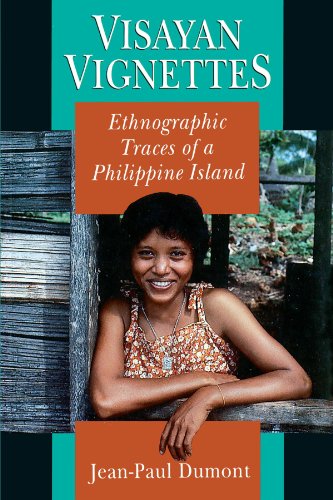 VISAYAN
VIGNETTES
Ethnographic
Traces of a
Philippine Island
Jean-Paul Dumont